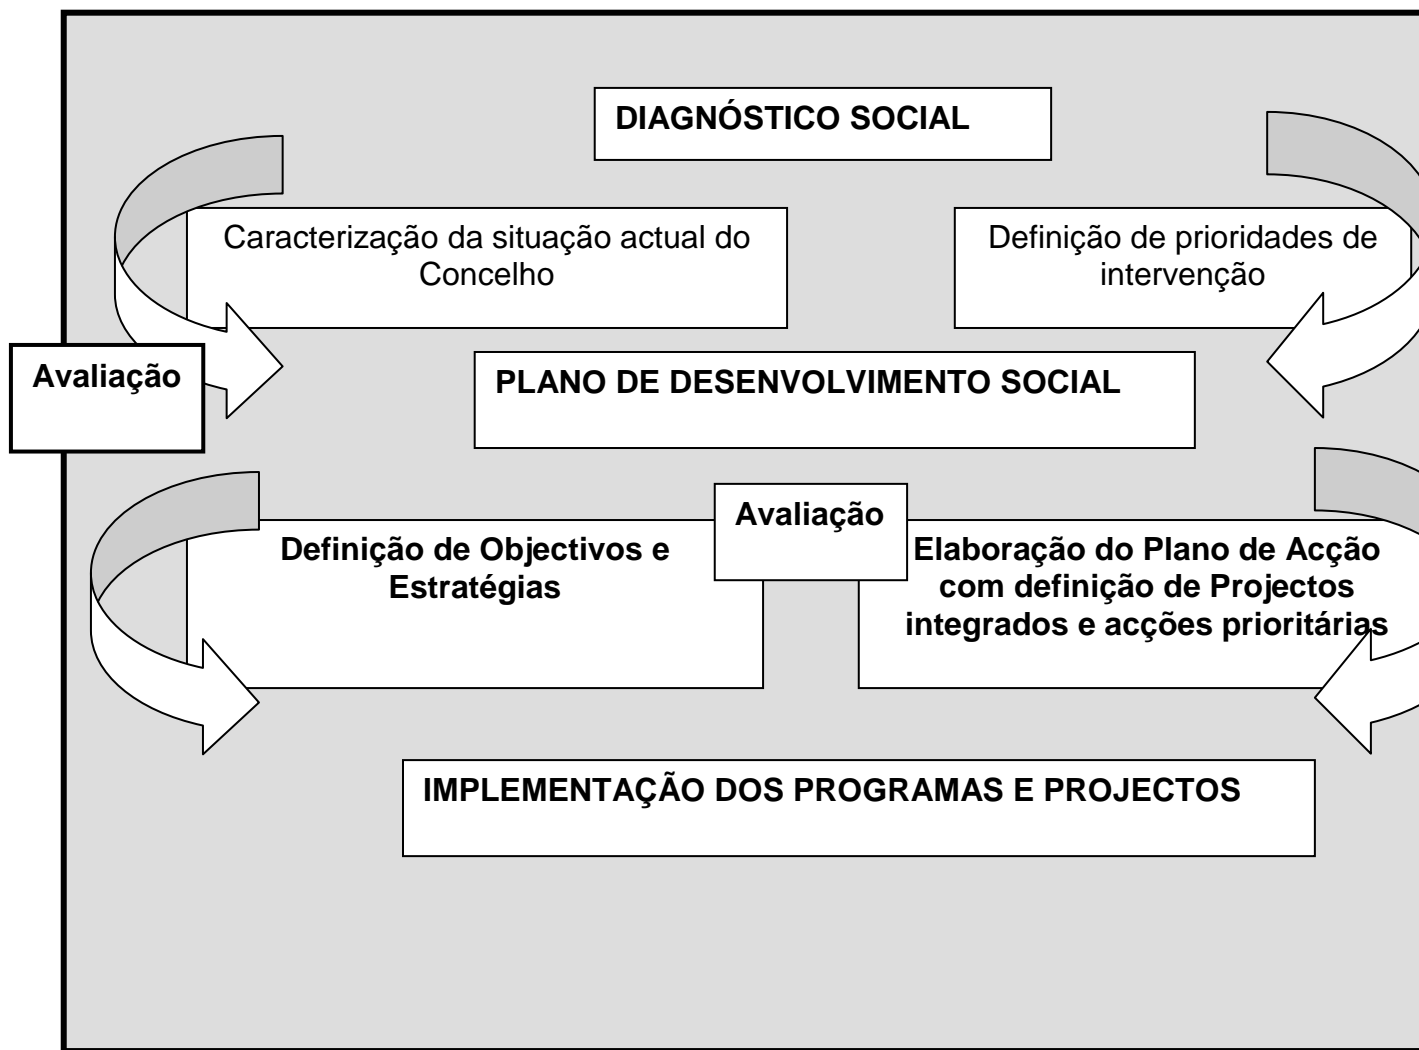 DIAGNÓSTICO SOCIAL
Caracterização da situação actual do
Concelho
Definição de prioridades de
intervenção
Avaliação
PLANO DE DESENVOLVIMENTO SOCIAL
Avaliação
Definição de Objectivos e
Estratégias
Elaboração do Plano de Acção
com definição de Projectos
integrados e acções prioritárias
IMPLEMENTAÇÃO DOS PROGRAMAS E PROJECTOS